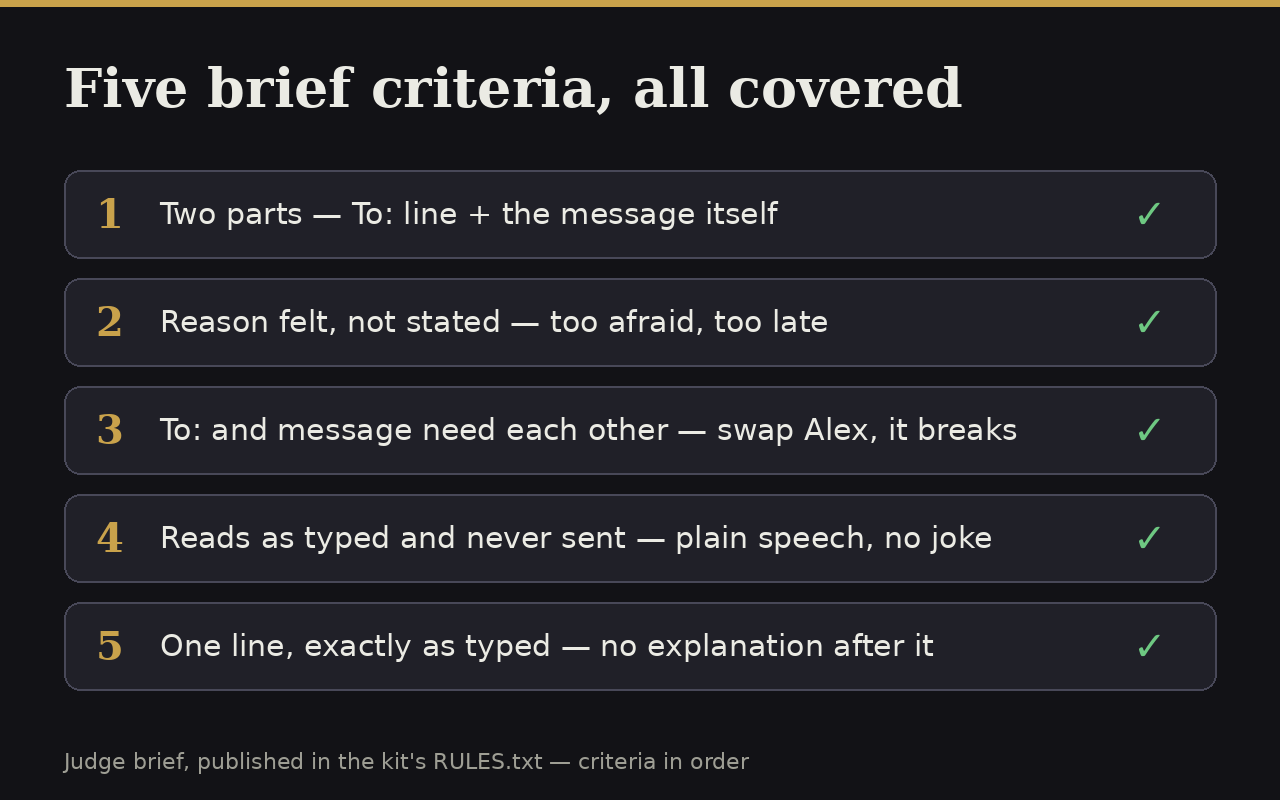 Five brief criteria, all covered
1 Two parts — To: line + the message itself ✓
2 Reason felt, not stated — too afraid, too late ✓
3 To: and message need each other — swap Alex, it breaks ✓
4 Reads as typed and never sent — plain speech, no joke ✓
5 One line, exactly as typed — no explanation after it ✓
Judge brief, published in the kit's RULES.txt — criteria in order